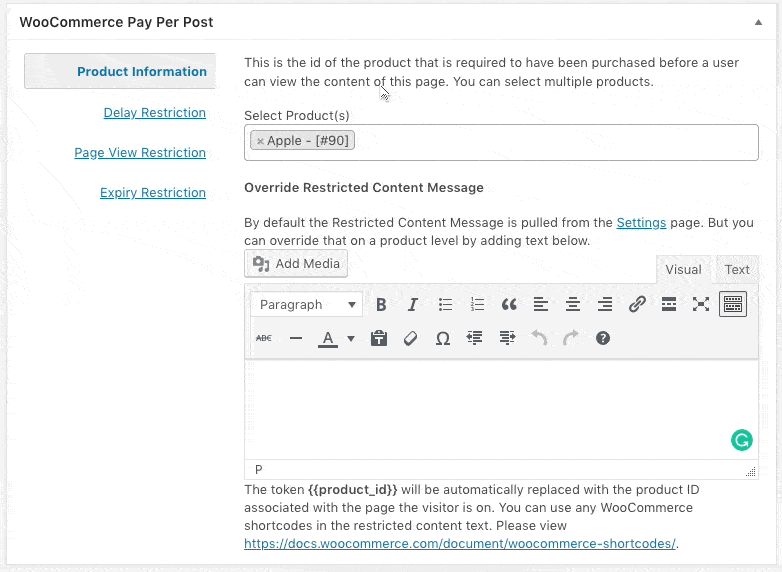 WooCommerce Pay Per Post
Product Information
Delay Restriction
Page View Restriction
Expiry Restriction
This is the id of the product that is required to have been purchased before a user
can view the content of this page. You can select multiple products.
Select Product(s)
× Apple - [#90]
Override Restricted Content Message
By default the Restricted Content Message is pulled from the Settings page. But you
can override that on a product level by adding text below.
Add Media
Visual Text
Paragraph B I
ABC A Ω
P
The token {{product_id}} will be automatically replaced with the product ID
associated with the page the visitor is on. You can use any WooCommerce
shortcodes in the restricted content text. Please view
https://docs.woocommerce.com/document/woocommerce-shortcodes/.